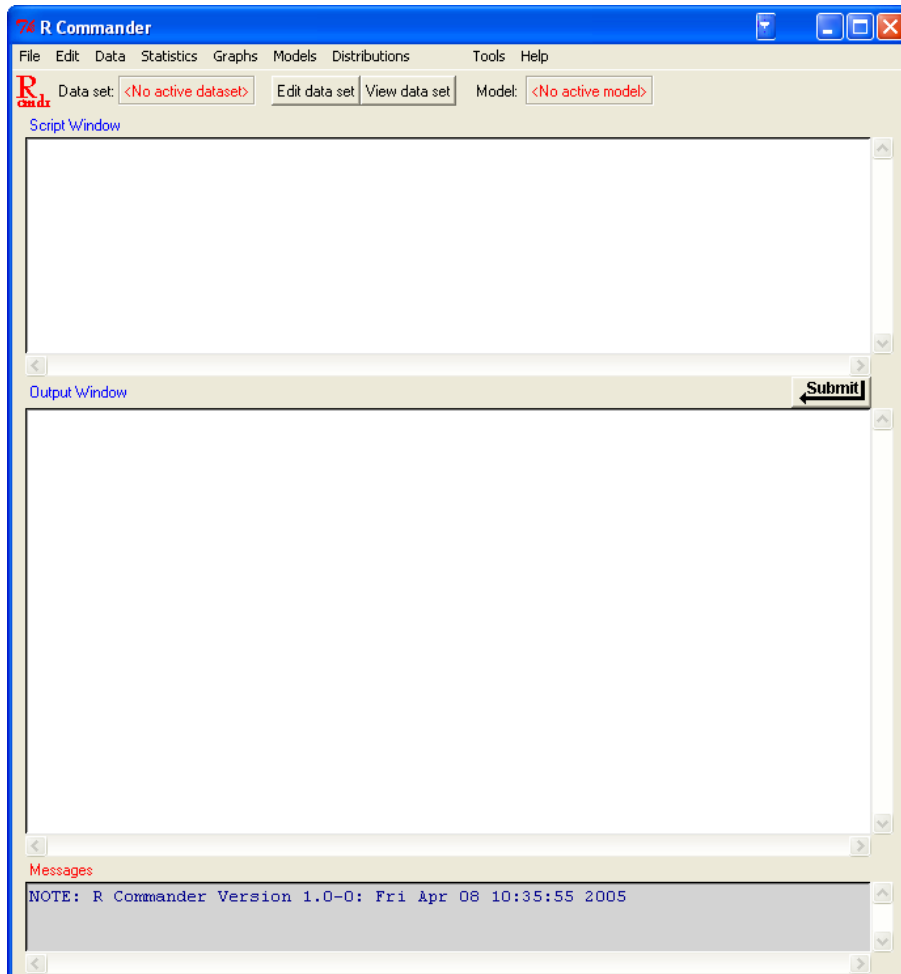 R Commander
File Edit Data Statistics Graphs Models Distributions Tools Help
R cmdr Data set: <No active dataset> Edit data set View data set Model: <No active model>
Script Window
Output Window Submit
Messages
NOTE: R Commander Version 1.0-0: Fri Apr 08 10:35:55 2005